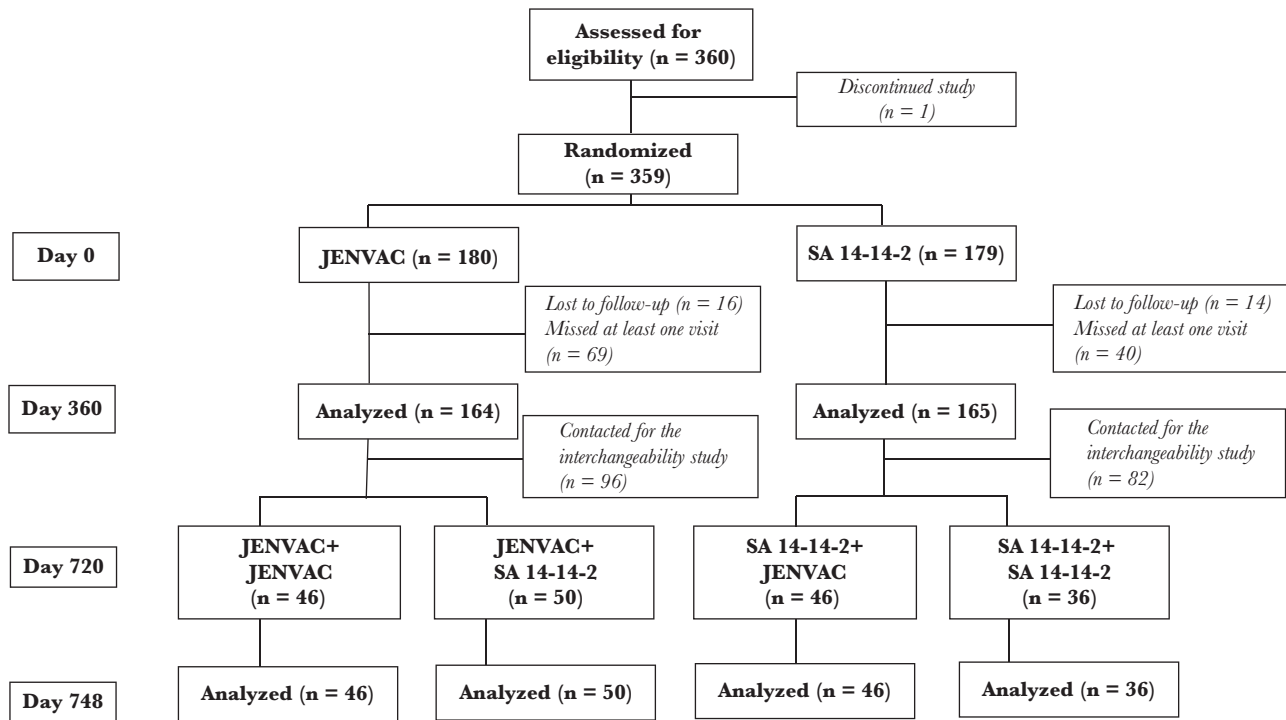 Assessed for
eligibility (n = 360)
Discontinued study
(n = 1)
Randomized
(n = 359)
Day 0
JENVAC (n = 180)
SA 14-14-2 (n = 179)
Lost to follow-up (n = 16)
Missed at least one visit
(n = 69)
Lost to follow-up (n = 14)
Missed at least one visit
(n = 40)
Day 360
Analyzed (n = 164)
Analyzed (n = 165)
Contacted for the
interchangeability study
(n = 96)
Contacted for the
interchangeability study
(n = 82)
Day 720
JENVAC+
JENVAC
(n = 46)
JENVAC+
SA 14-14-2
(n = 50)
SA 14-14-2+
JENVAC
(n = 46)
SA 14-14-2+
SA 14-14-2
(n = 36)
Day 748
Analyzed (n = 46)
Analyzed (n = 50)
Analyzed (n = 46)
Analyzed (n = 36)